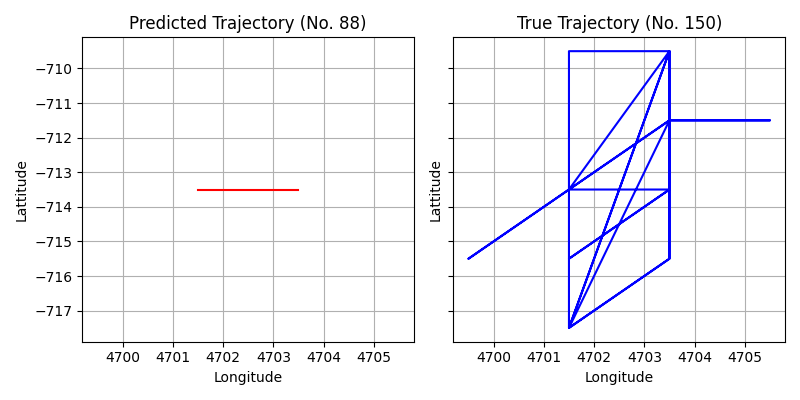 Predicted Trajectory (No. 88)
True Trajectory (No. 150)
−710
−711
−712
−713
−714
−715
−716
−717
Lattitude
Lattitude
4700 4701 4702 4703 4704 4705
4700 4701 4702 4703 4704 4705
Longitude
Longitude